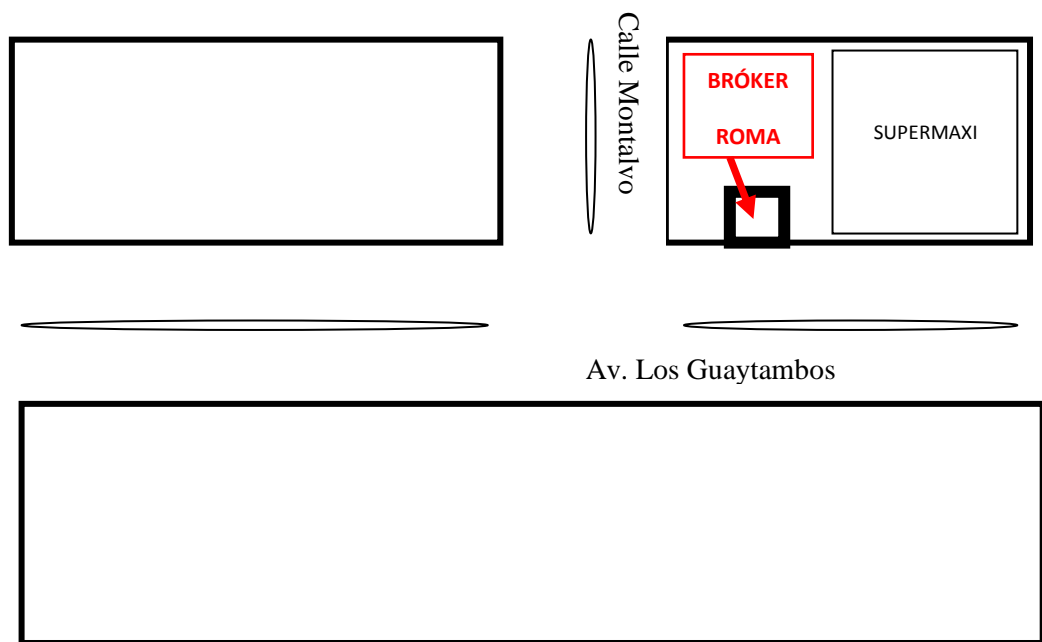 Calle Montalvo
BRÓKER
ROMA
SUPERMAXI
Av. Los Guaytambos